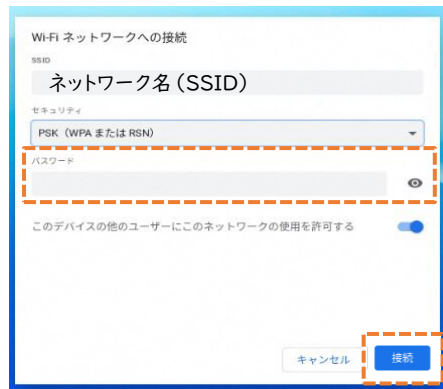 Wi-Fi ネットワークへの接続
SSID
ネットワーク名（SSID）
セキュリティ
PSK（WPA または RSN）
パスワード
このデバイスの他のユーザーにこのネットワークの使用を許可する
キャンセル
接続